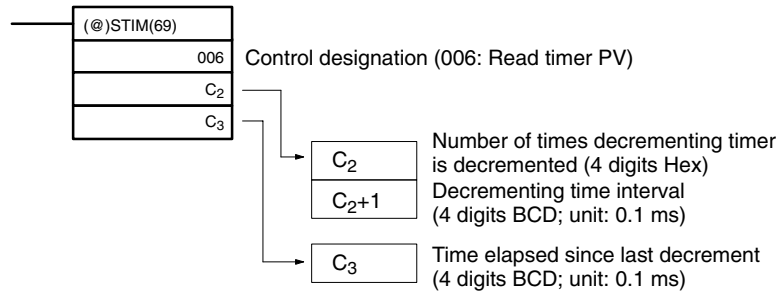 (@)STIM(69)
006 Control designation (006: Read timer PV)
C2
C3
C2 Number of times decrementing timer
is decremented (4 digits Hex)
C2+1 Decrementing time interval
(4 digits BCD; unit: 0.1 ms)
C3 Time elapsed since last decrement
(4 digits BCD; unit: 0.1 ms)